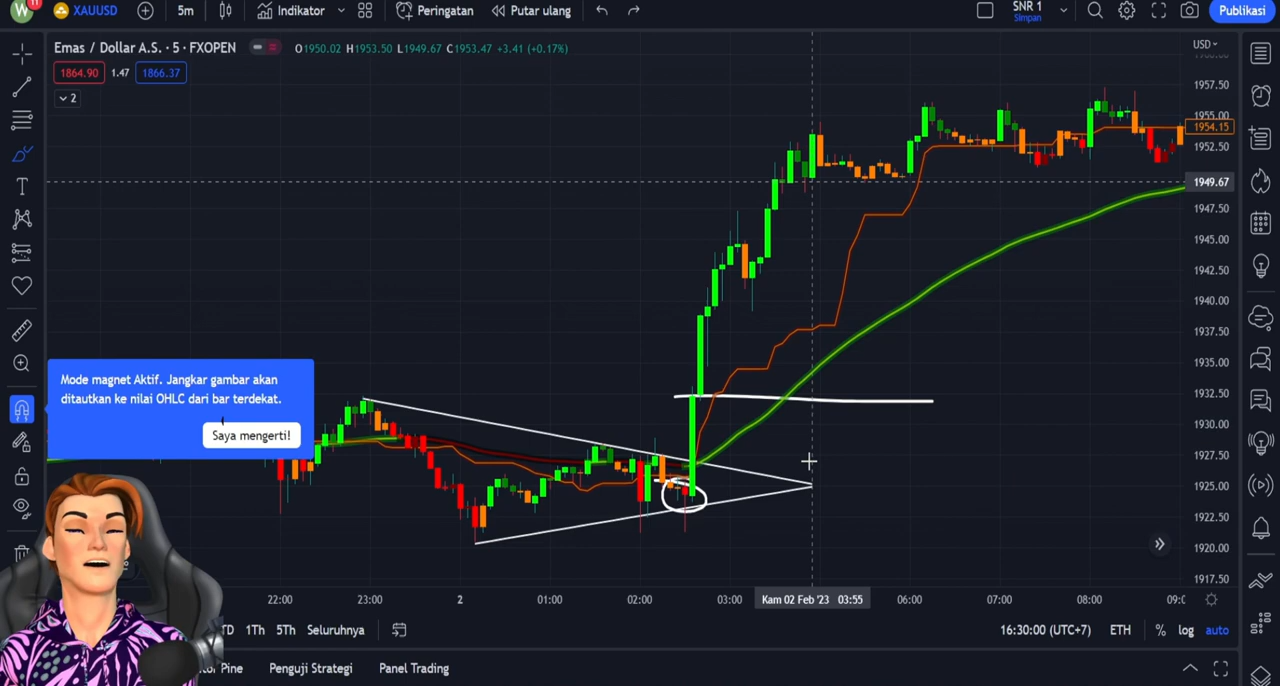 W 11 XAUUSD 5m Indikator Peringatan Putar ulang SNR 1 Publikasi
Simpan
Emas / Dollar A.S. · 5 · FXOPEN O1950.02 H1953.50 L1949.67 C1953.47 +3.41 (+0.17%) USD
1864.90 1.47 1866.37
2
1957.50
1955.00
1954.15
1952.50
1949.67
1947.50
1945.00
1942.50
1940.00
1937.50
1935.00
1932.50
1930.00
1927.50
1925.00
1922.50
1920.00
1917.50
Mode magnet Aktif. Jangkar gambar akan
ditautkan ke nilai OHLC dari bar terdekat.
Saya mengerti!
22:00 23:00 2 01:00 02:00 03:00 Kam 02 Feb '23 03:55 06:00 07:00 08:00
1Th 5Th Seluruhnya 16:30:00 (UTC+7) ETH % log auto
Pine Penguji Strategi Panel Trading